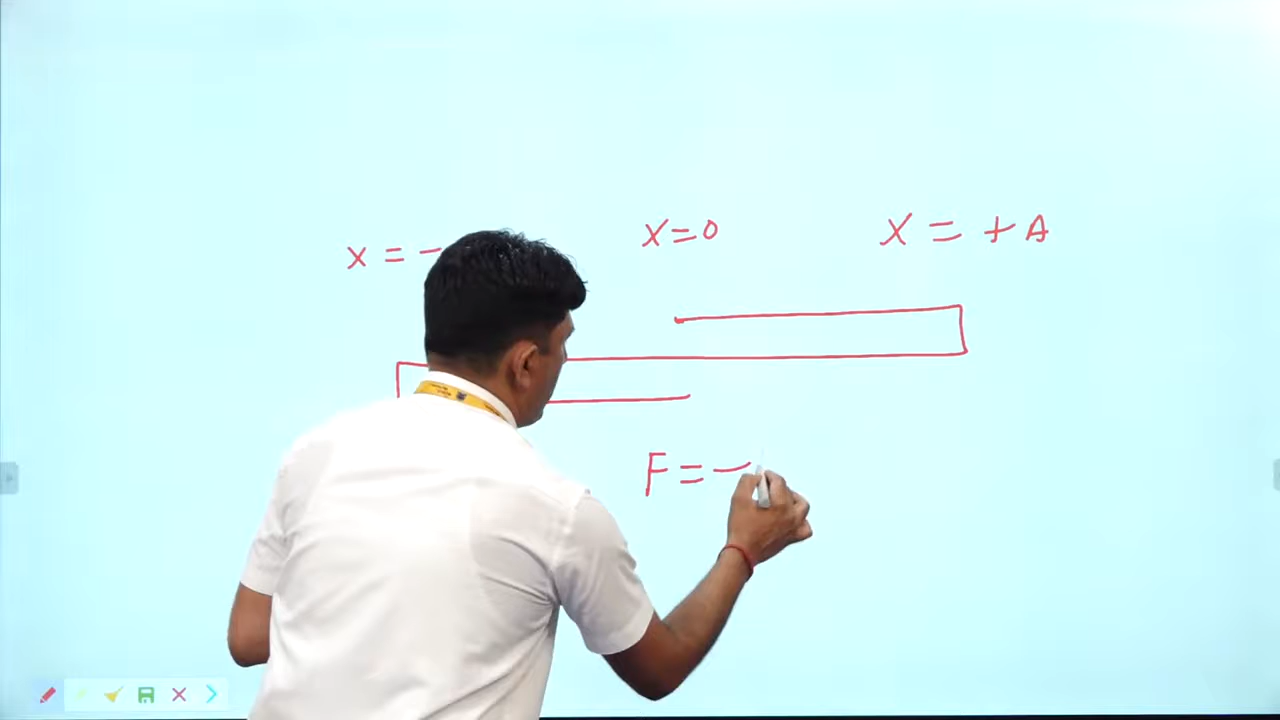 x = -
x = 0
x = + A
F = -